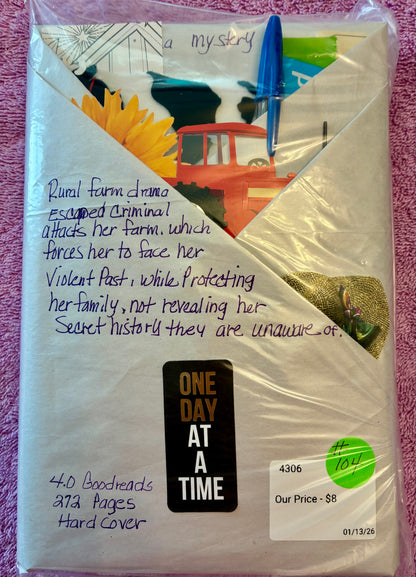 a mystery
Rural farm drama
Escaped Criminal
attacks her farm, which
forces her to face her
Violent Past, while Protecting
her family, not revealing her
Secret history they are unaware of.
ONE
DAY
AT
A
TIME
4.0 Goodreads
272 Pages
Hard Cover
# 104
4306
Our Price - $8
01/13/26